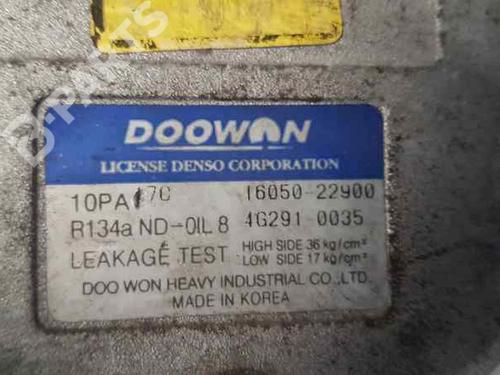 DOOWON
LICENSE DENSO CORPORATION
10PA17C 16050-22900
R134a ND-OIL 8 4G291 0035
LEAKAGE TEST HIGH SIDE 36 kg/cm²
LOW SIDE 17 kg/cm²
DOO WON HEAVY INDUSTRIAL CO.,LTD.
MADE IN KOREA
B-PARTS